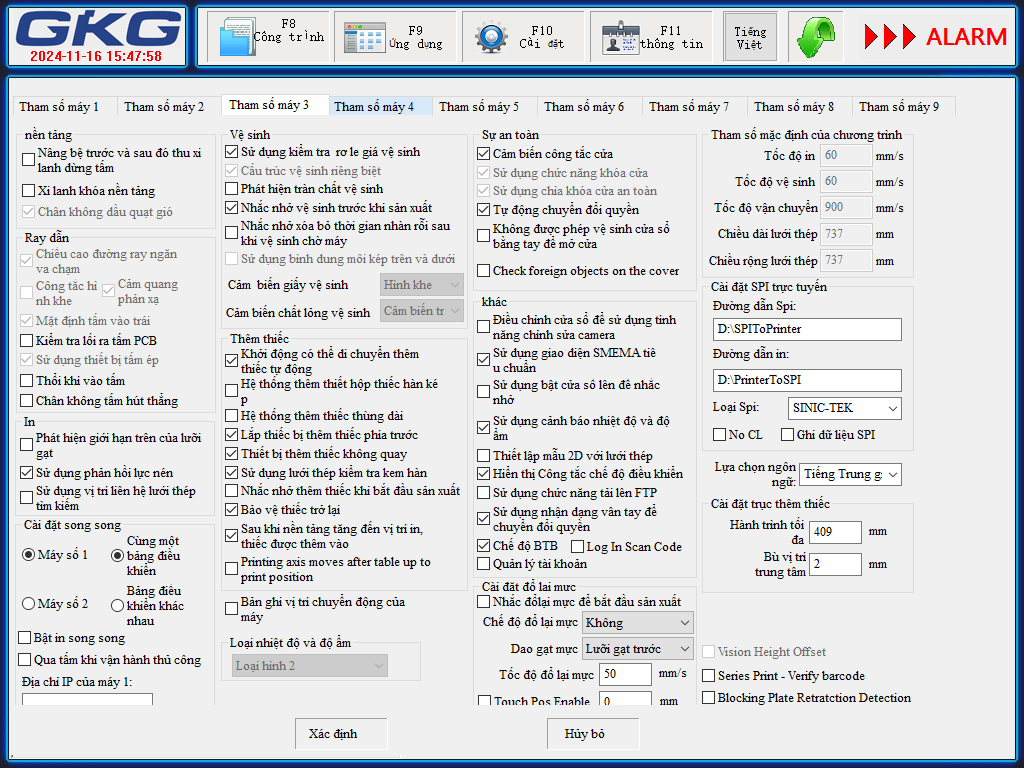 GKG
2024-11-16 15:47:58
F8
Công trình
F9
Ứng dụng
F10
Cài đặt
F11
thông tin
Tiếng
Việt
ALARM
Tham số máy 1
Tham số máy 2
Tham số máy 3
Tham số máy 4
Tham số máy 5
Tham số máy 6
Tham số máy 7
Tham số máy 8
Tham số máy 9
nền tảng
Nâng bệ trước và sau đó thu xi
lanh dừng tấm
Xi lanh khóa nền tảng
Chân không dầu quạt gió
Ray dẫn
Chiều cao đường ray ngăn
va chạm
Công tắc hì
nh khe
Cảm quang
phản xạ
Mặt định tấm vào trái
Kiểm tra lối ra tấm PCB
Sử dụng thiết bị tấm ép
Thổi khí vào tấm
Chân không tấm hút thẳng
In
Phát hiện giới hạn trên của lưỡi
gạt
Sử dụng phản hồi lực nén
Sử dụng vị trí liên hệ lưới thép
tìm kiếm
Cài đặt song song
Máy số 1
Cùng một
bảng điều
khiển
Máy số 2
Bảng điều
khiển khác
nhau
Bật in song song
Qua tấm khi vận hành thủ công
Địa chỉ IP của máy 1:
Vệ sinh
Sử dụng kiểm tra rơ le giá vệ sinh
Cấu trúc vệ sinh riêng biệt
Phát hiện tràn chất vệ sinh
Nhắc nhở vệ sinh trước khi sản xuất
Nhắc nhở xóa bỏ thời gian nhàn rỗi sau
khi vệ sinh chờ máy
Sử dụng bình dung môi kép trên và dưới
Cảm biến giấy vệ sinh
Hình khe
Cảm biến chất lỏng vệ sinh
Cảm biến tr
Thêm thiếc
Khởi động có thể di chuyển thêm
thiếc tự động
Hệ thống thêm thiết hộp thiếc hàn ké
p
Hệ thống thêm thiếc thùng dài
Lắp thiếc bị thêm thiếc phía trước
Thiết bị thêm thiếc không quay
Sử dụng lưới thép kiểm tra kem hàn
Nhắc nhở thêm thiếc khi bắt đầu sản xuất
Bảo vệ thiếc trở lại
Sau khi nền tảng tăng đến vị trí in,
thiếc được thêm vào
Printing axis moves after table up to
print position
Bản ghi vị trí chuyển động của
máy
Loại nhiệt độ và độ ẩm
Loại hình 2
Sự an toàn
Cảm biến công tắc cửa
Sử dụng chức năng khóa cửa
Sử dụng chìa khóa cửa an toàn
Tự động chuyển đổi quyền
Không được phép vệ sinh cửa sổ
bằng tay để mở cửa
Check foreign objects on the cover
khác
Điều chỉnh cửa sổ để sử dụng tính
năng chỉnh sửa camera
Sử dụng giao diện SMEMA tiê
u chuẩn
Sử dụng bật cửa sổ lên để nhắc
nhở
Sử dụng cảnh báo nhiệt độ và độ
ẩm
Thiết lập mẫu 2D với lưới thép
Hiển thị Công tắc chế độ điều khiển
Sử dụng chức năng tải lên FTP
Sử dụng nhận dạng vân tay để
chuyển đổi quyền
Chế độ BTB
Log In Scan Code
Quản lý tài khoản
Cài đặt đổ lại mực
Nhắc đổlại mực để bắt đầu sản xuất
Chế độ đổ lại mực
Không
Dao gạt mực
Lưỡi gạt trước
Tốc độ đổ lại mực
50
mm/s
Touch Pos Enable
0
mm
Tham số mặc định của chương trình
Tốc độ in
60
mm/s
Tốc độ vệ sinh
60
mm/s
Tốc độ vận chuyển
900
mm/s
Chiều dài lưới thép
737
mm
Chiều rộng lưới thép
737
mm
Cài đặt SPI trực tuyến
Đường dẫn Spi:
D:\SPIToPrinter
Đường dẫn in:
D:\PrinterToSPI
Loại Spi:
SINIC-TEK
No CL
Ghi dữ liệu SPI
Lựa chọn ngôn
ngữ:
Tiếng Trung g
Cài đặt trục thêm thiếc
Hành trình tối
đa
409
mm
Bù vị trí
trung tâm
2
mm
Vision Height Offset
Series Print - Verify barcode
Blocking Plate Retratction Detection
Xác định
Hủy bỏ